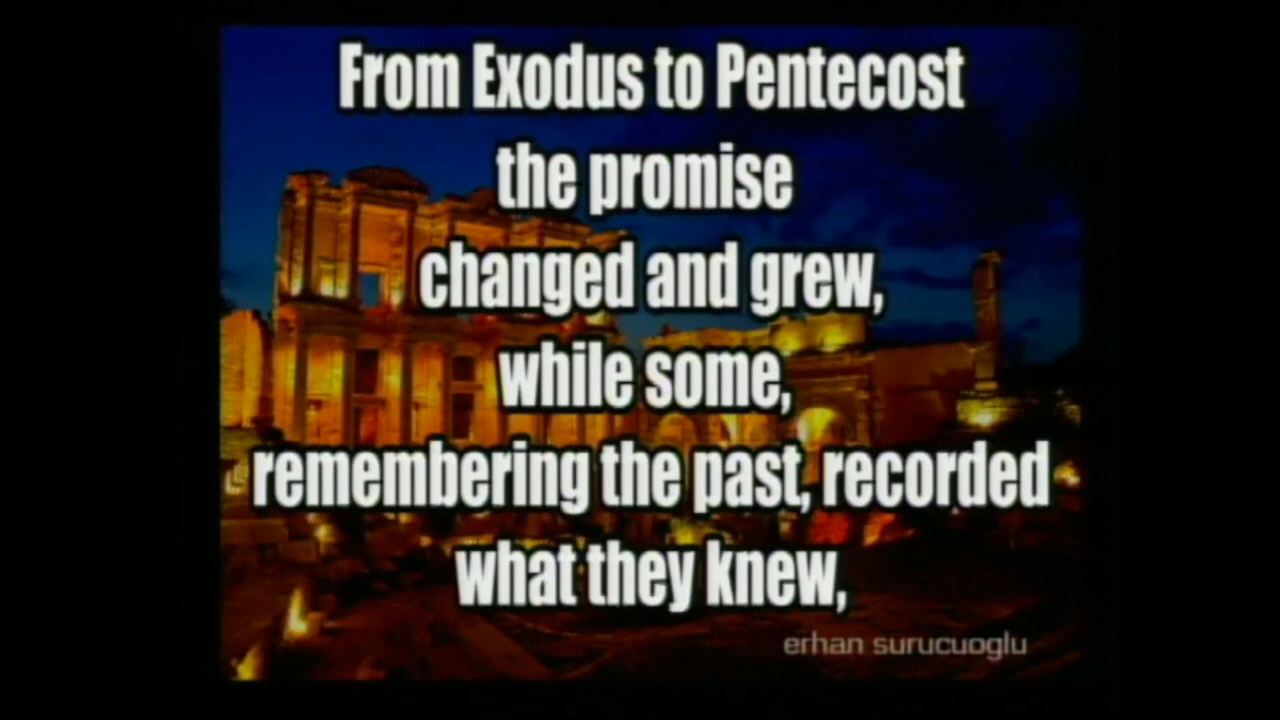 From Exodus to Pentecost
the promise
changed and grew,
while some,
remembering the past, recorded
what they knew,
erhan surucuoglu